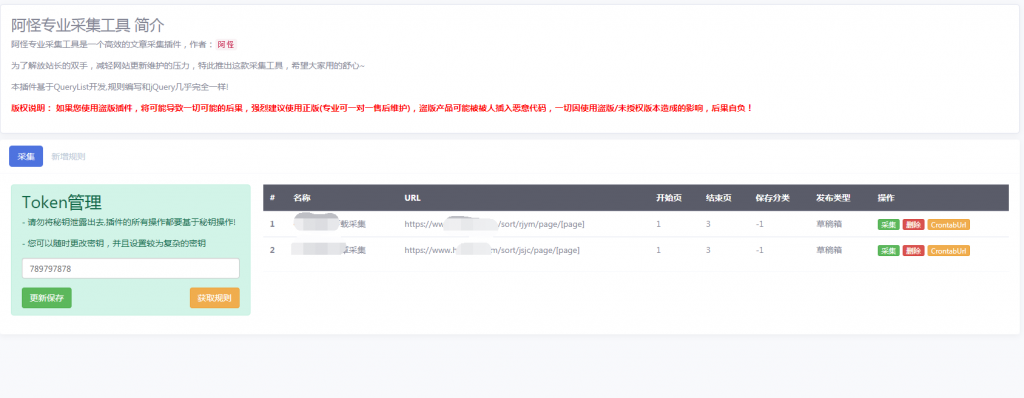 阿怪专业采集工具 简介
阿怪专业采集工具是一个高效的文章采集插件，作者： 阿怪
为了解放站长的双手，减轻网站更新维护的压力，特此推出这款采集工具，希望大家用的舒心~
本插件基于QueryList开发,规则编写和jQuery几乎完全一样!
版权说明： 如果您使用盗版插件，将可能导致一切可能的后果，强烈建议使用正版(专业可一对一售后维护)，盗版产品可能被被人插入恶意代码，一切因使用盗版/未授权版本造成的影响，后果自负！
采集 新增规则
Token管理
- 请勿将秘钥泄露出去,插件的所有操作都要基于秘钥操作!
- 您可以随时更改密钥，并且设置较为复杂的密钥
789797878
更新保存 获取规则
# 名称 URL 开始页 结束页 保存分类 发布类型 操作
1 载采集 https://ww /sort/rjym/page/[page] 1 3 -1 草稿箱 采集 删除 CrontabUrl
2 采集 https://www.h m/sort/jsjc/page/[page] 1 3 -1 草稿箱 采集 删除 CrontabUrl